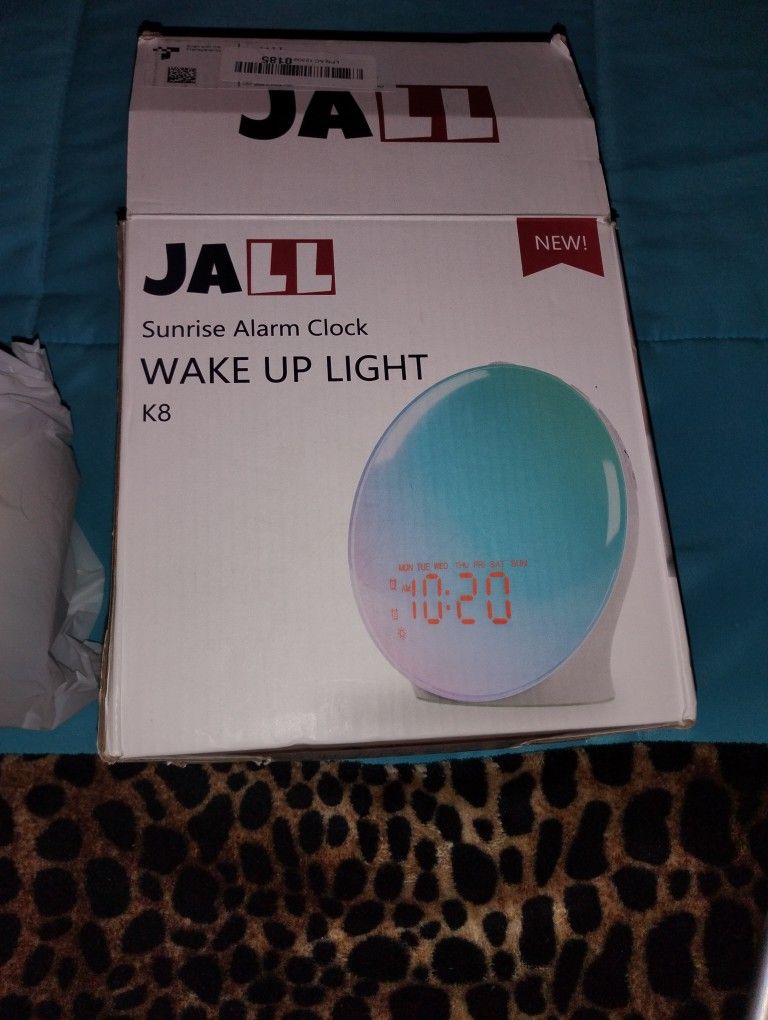 JALL
JALL
NEW!
Sunrise Alarm Clock
WAKE UP LIGHT
K8
MON TUE WED THU FRI SAT SUN
AM 10:20